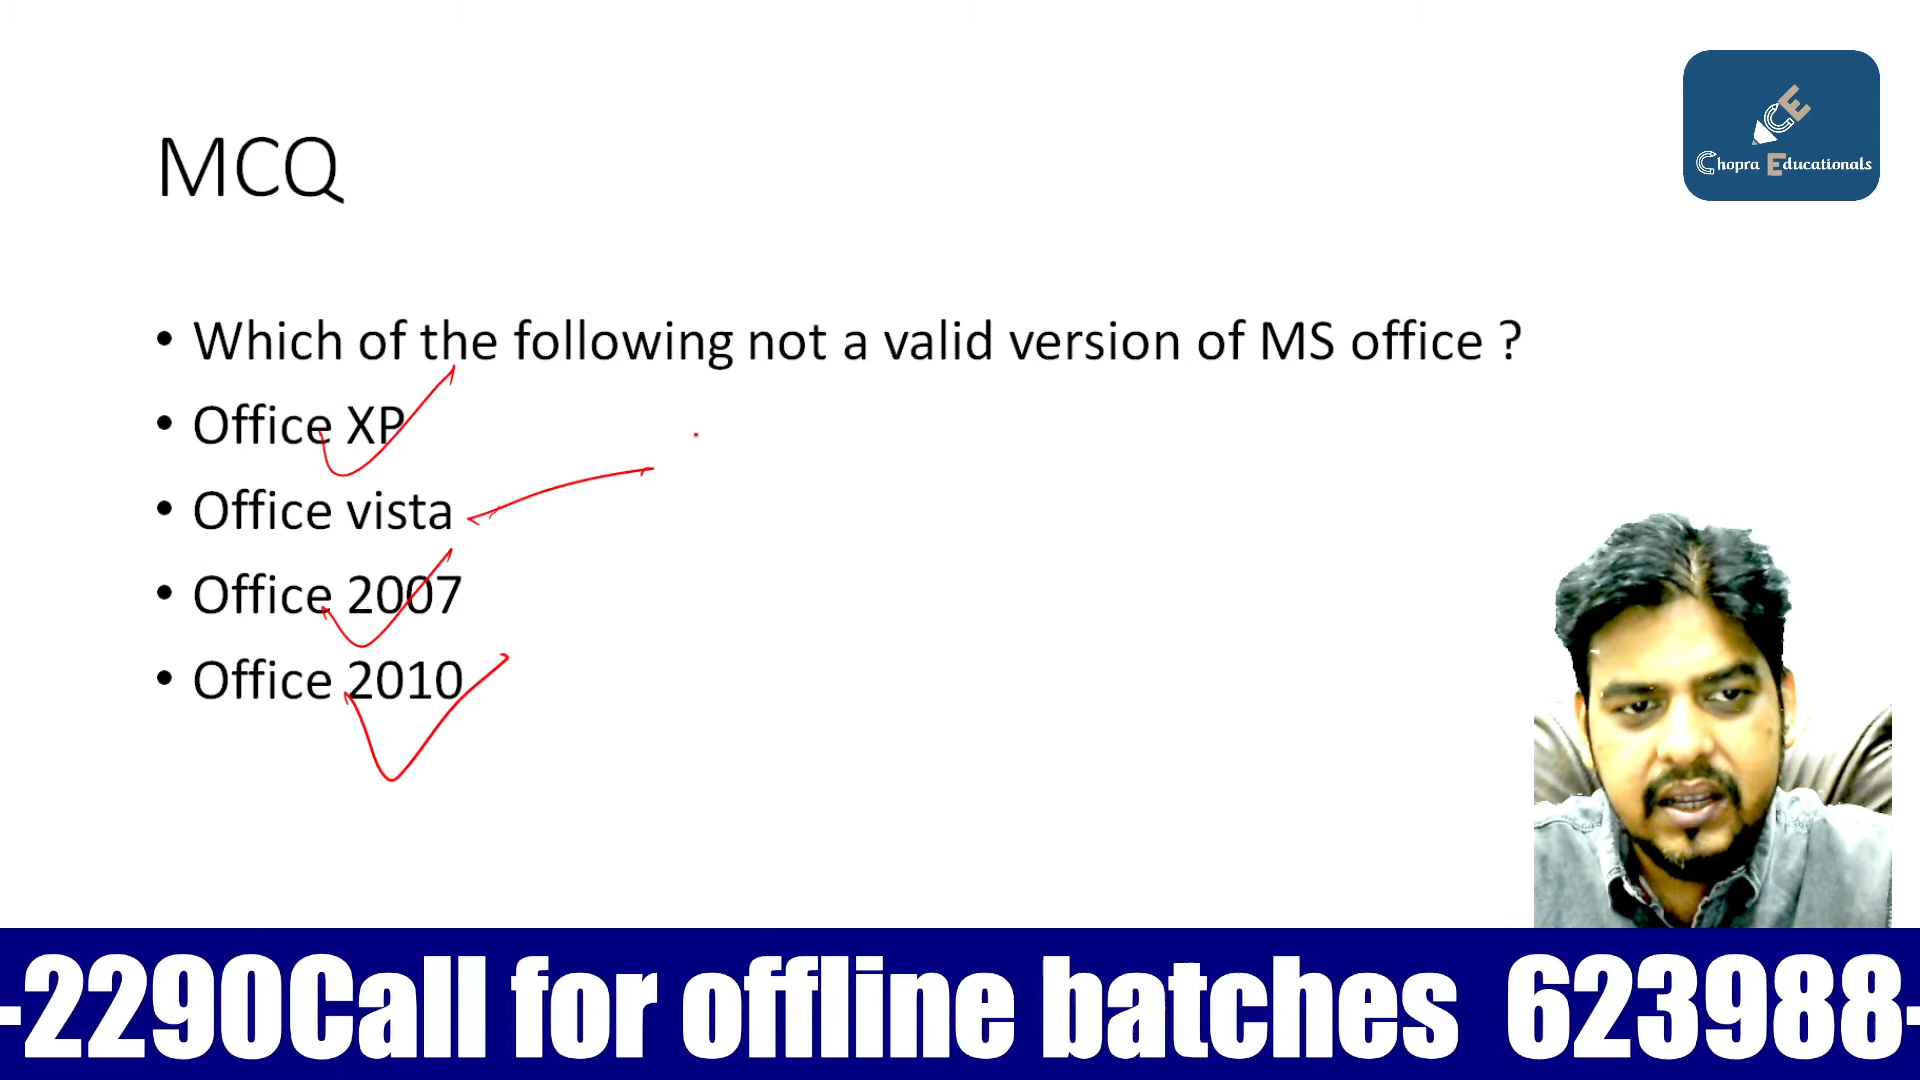 MCQ
Chopra Educationals
• Which of the following not a valid version of MS office ?
• Office XP
• Office vista
• Office 2007
• Office 2010
-2290Call for offline batches 623988-